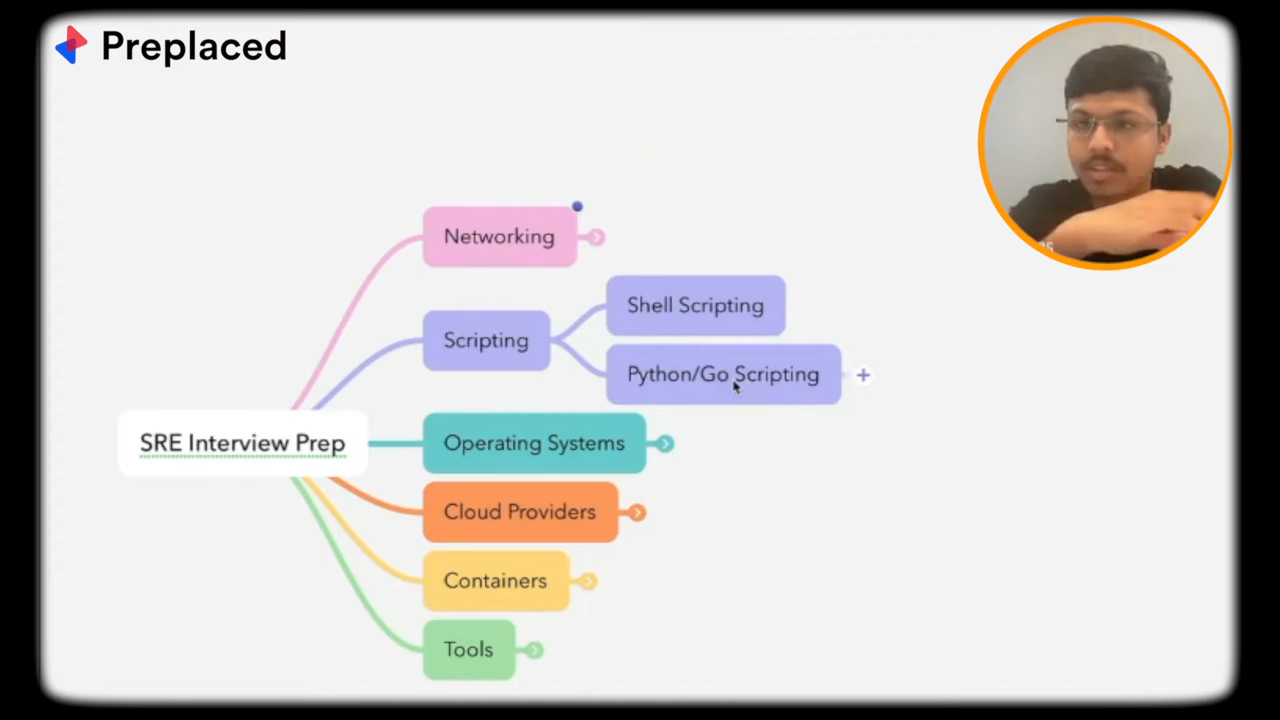 Preplaced
Networking
Shell Scripting
Scripting
Python/Go Scripting
SRE Interview Prep
Operating Systems
Cloud Providers
Containers
Tools